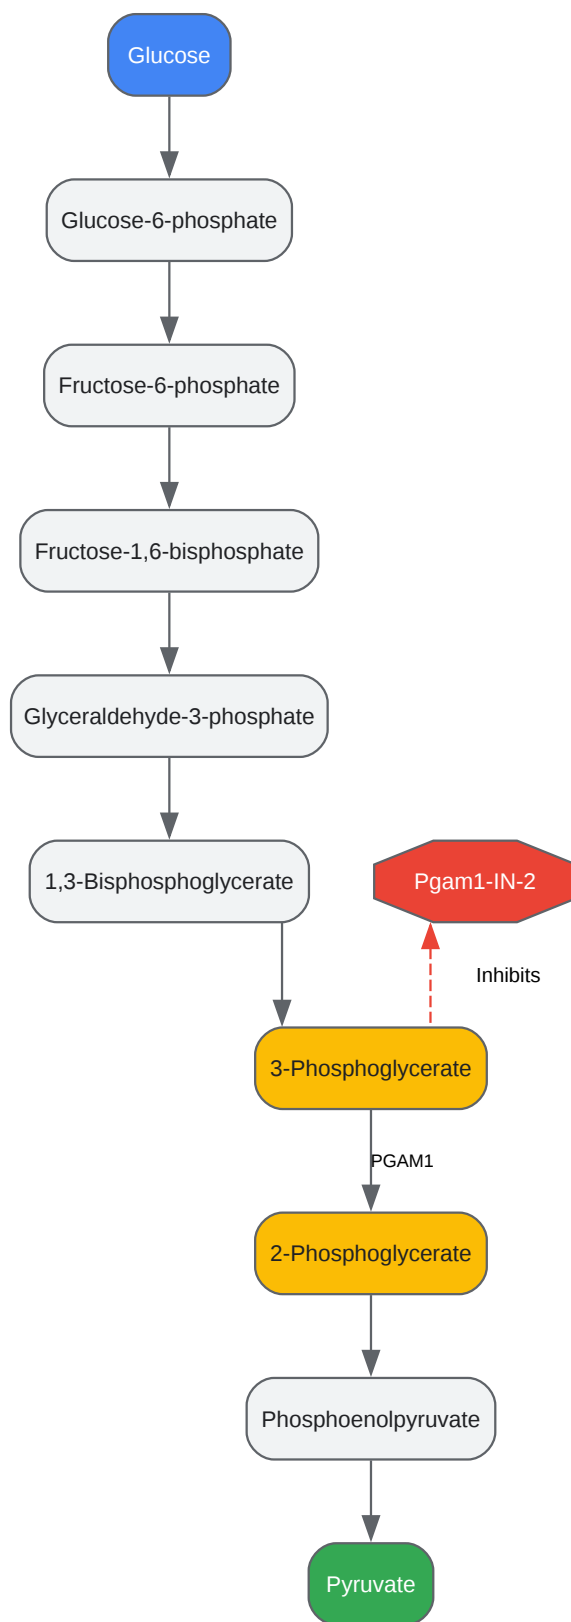 Glucose
Glucose-6-phosphate
Fructose-6-phosphate
Fructose-1,6-bisphosphate
Glyceraldehyde-3-phosphate
1,3-Bisphosphoglycerate
Pgam1-IN-2
Inhibits
3-Phosphoglycerate
PGAM1
2-Phosphoglycerate
Phosphoenolpyruvate
Pyruvate